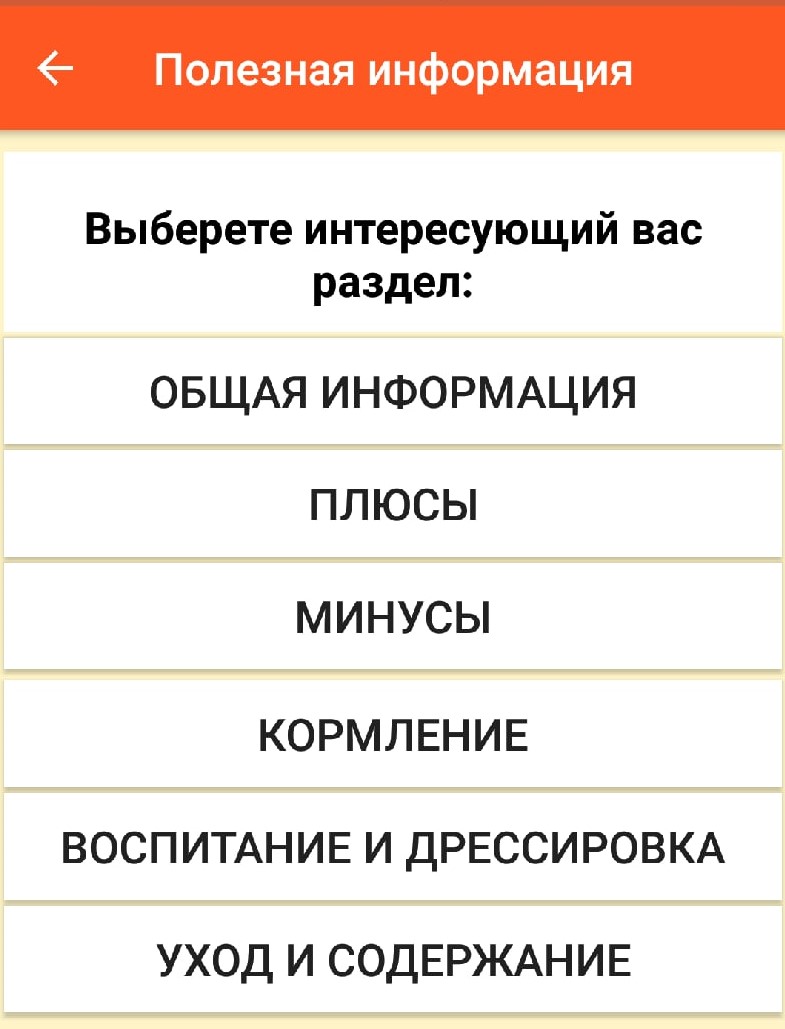 Полезная информация
Выберете интересующий вас
раздел:
ОБЩАЯ ИНФОРМАЦИЯ
ПЛЮСЫ
МИНУСЫ
КОРМЛЕНИЕ
ВОСПИТАНИЕ И ДРЕССИРОВКА
УХОД И СОДЕРЖАНИЕ